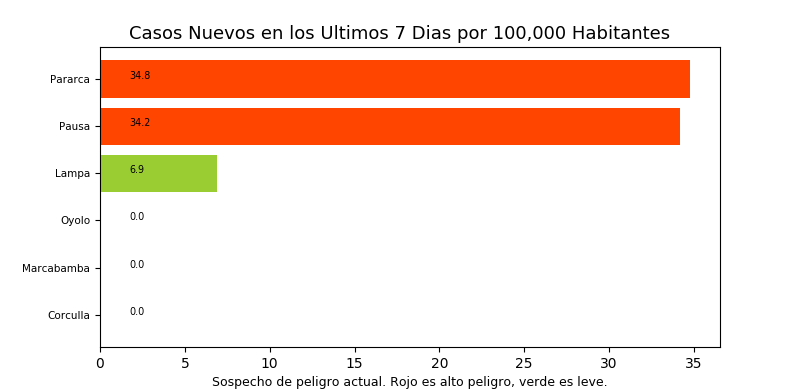 Casos Nuevos en los Ultimos 7 Dias por 100,000 Habitantes
Pararca 34.8
Pausa 34.2
Lampa 6.9
Oyolo 0.0
Marcabamba 0.0
Corculla 0.0
0 5 10 15 20 25 30 35
Sospecho de peligro actual. Rojo es alto peligro, verde es leve.